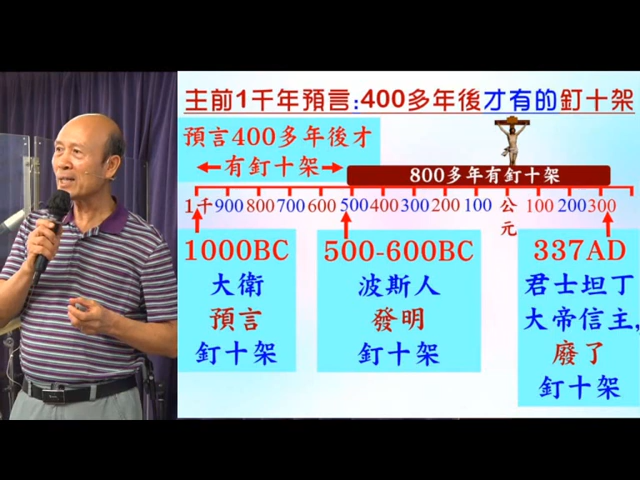 主前1千年預言:400多年後才有的釘十架
預言400多年後才
有釘十架
800多年有釘十架
1千 900 800 700 600 500 400 300 200 100 公元 100 200 300
1000BC
大衛
預言
釘十架
500-600BC
波斯人
發明
釘十架
337AD
君士坦丁
大帝信主,
廢了
釘十架